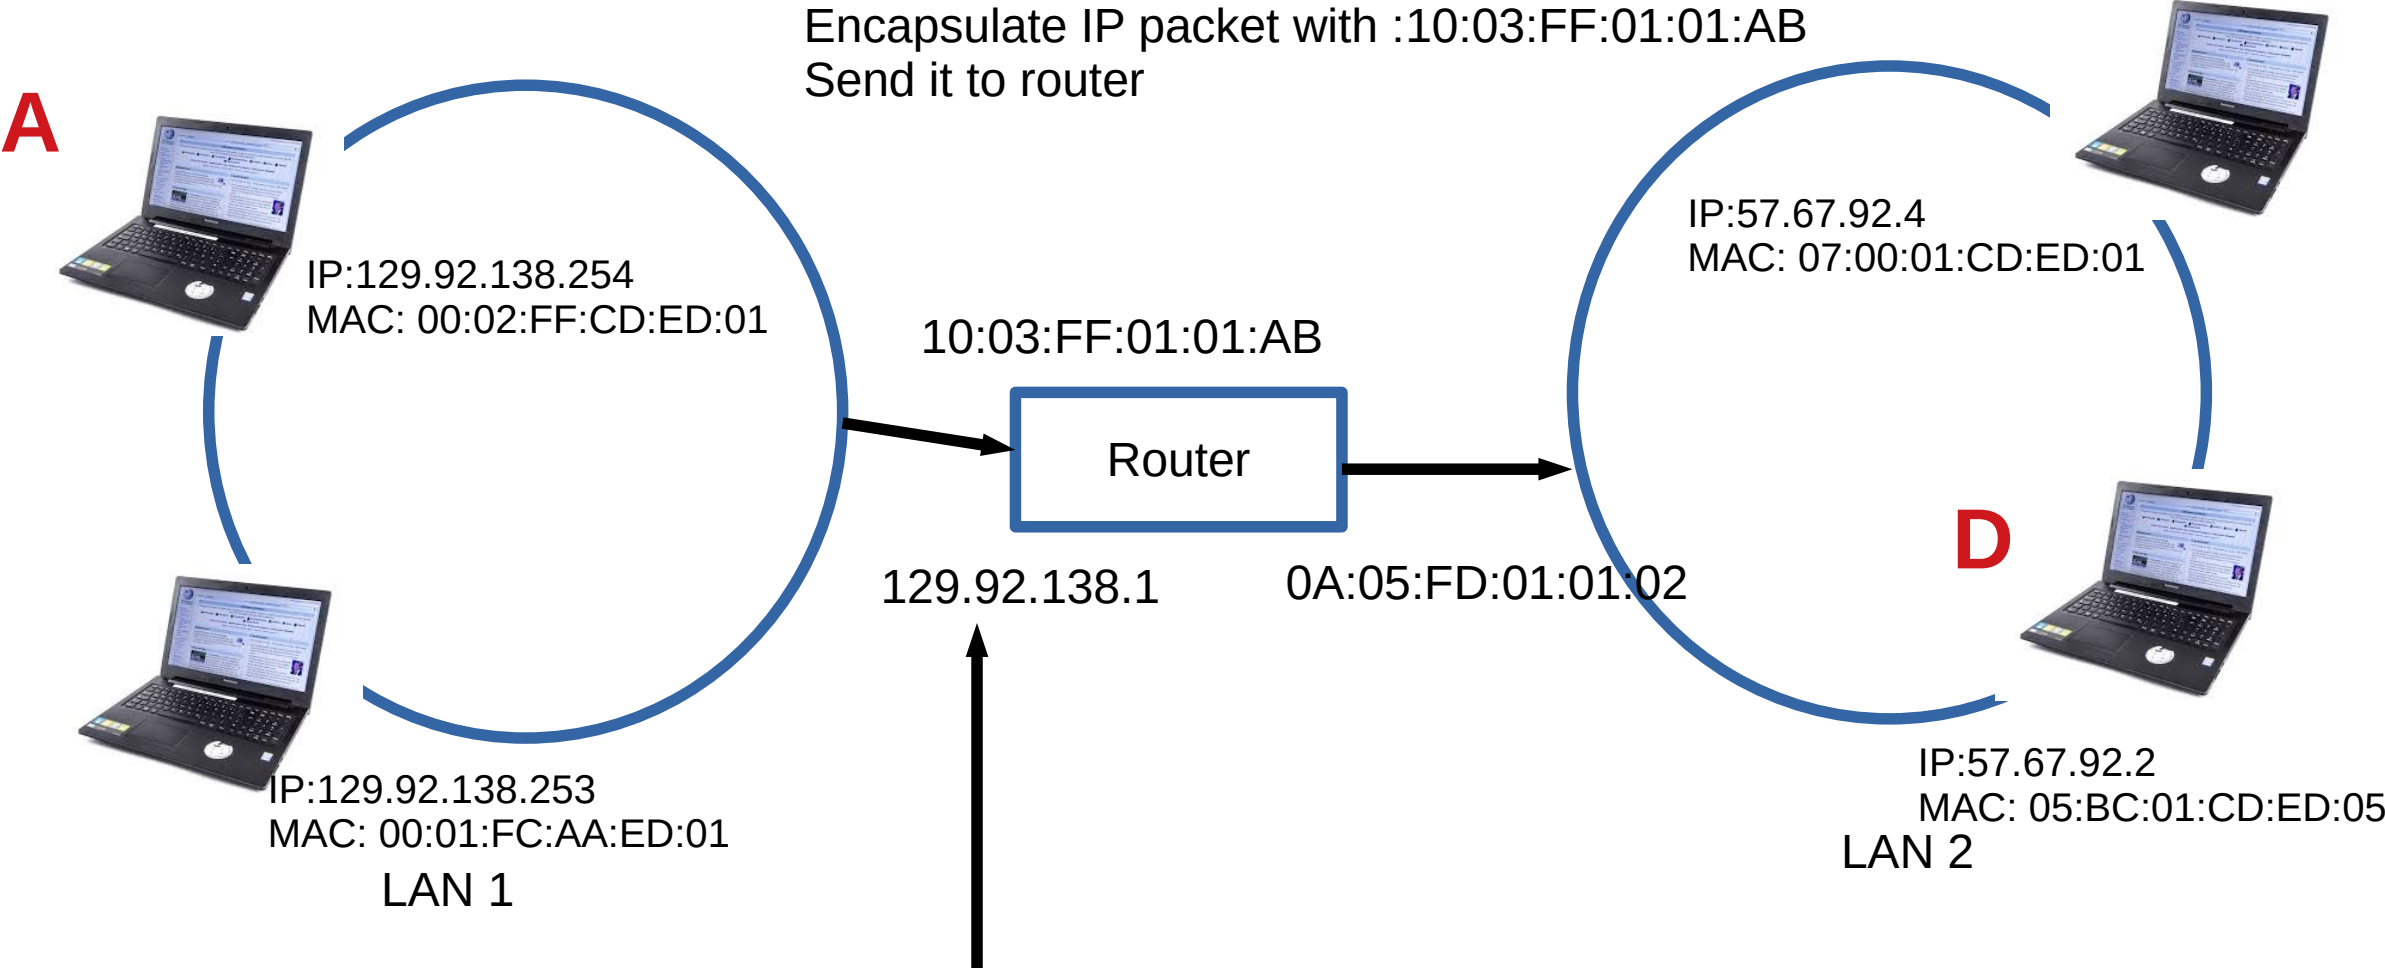 Encapsulate IP packet with :10:03:FF:01:01:AB
Send it to router
A
IP:129.92.138.254
MAC: 00:02:FF:CD:ED:01
IP:57.67.92.4
MAC: 07:00:01:CD:ED:01
10:03:FF:01:01:AB
Router
129.92.138.1
0A:05:FD:01:01:02
D
IP:129.92.138.253
MAC: 00:01:FC:AA:ED:01
LAN 1
IP:57.67.92.2
MAC: 05:BC:01:CD:ED:05
LAN 2